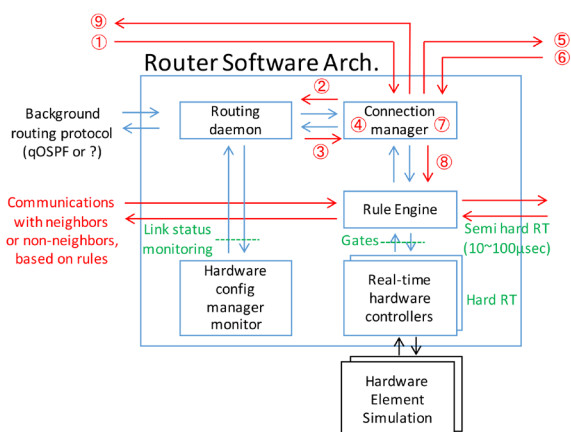 ⑨
①
⑤
⑥
Router Software Arch.
②
Background
routing protocol
(qOSPF or ?)
Routing
daemon
Connection
manager
④
⑦
③
⑧
Communications
with neighbors
or non-neighbors,
based on rules
Link status
monitoring
Rule Engine
Semi hard RT
(10~100μsec)
Gates
Hardware
config
manager
monitor
Real-time
hardware
controllers
Hard RT
Hardware
Element
Simulation